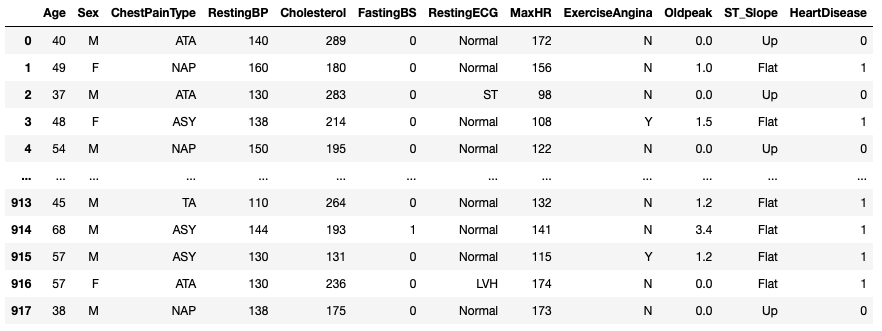 Age Sex ChestPainType RestingBP Cholesterol FastingBS RestingECG MaxHR ExerciseAngina Oldpeak ST_Slope HeartDisease
0 40 M ATA 140 289 0 Normal 172 N 0.0 Up 0
1 49 F NAP 160 180 0 Normal 156 N 1.0 Flat 1
2 37 M ATA 130 283 0 ST 98 N 0.0 Up 0
3 48 F ASY 138 214 0 Normal 108 Y 1.5 Flat 1
4 54 M NAP 150 195 0 Normal 122 N 0.0 Up 0
... ... ... ... ... ... ... ... ... ... ... ... ...
913 45 M TA 110 264 0 Normal 132 N 1.2 Flat 1
914 68 M ASY 144 193 1 Normal 141 N 3.4 Flat 1
915 57 M ASY 130 131 0 Normal 115 Y 1.2 Flat 1
916 57 F ATA 130 236 0 LVH 174 N 0.0 Flat 1
917 38 M NAP 138 175 0 Normal 173 N 0.0 Up 0